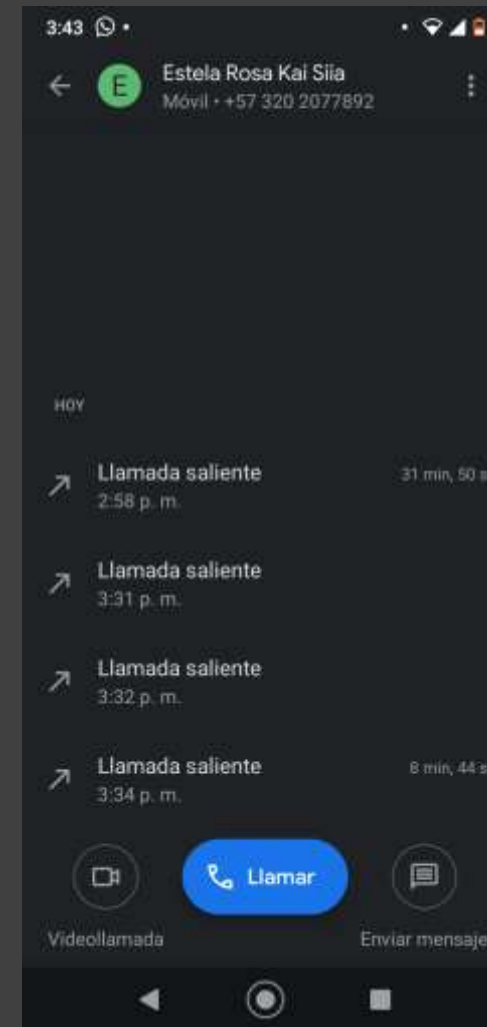 3:43
E
Estela Rosa Kai Siia
Móvil • +57 320 2077892
HOY
Llamada saliente
31 min, 50 s
2:58 p. m.
Llamada saliente
3:31 p. m.
Llamada saliente
3:32 p. m.
Llamada saliente
8 min, 44 s
3:34 p. m.
Llamar
Videollamada
Enviar mensaje